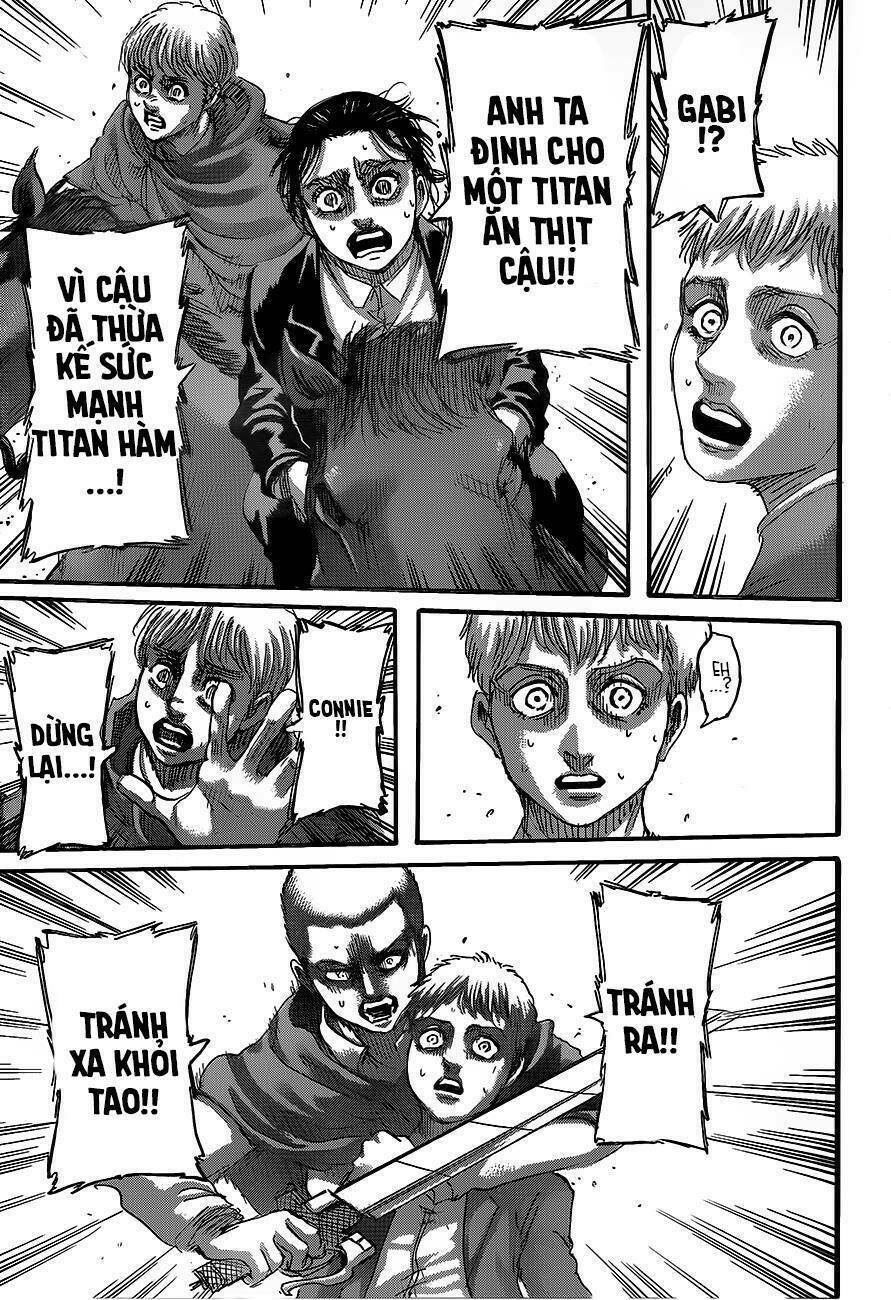 GABI
!?
ANH TA
ĐỊNH CHO
MỘT TITAN
ĂN THỊT
CẬU!!
VÌ CẬU
ĐÃ THỪA
KẾ SỨC
MẠNH
TITAN HÀM
...!
EH
...?
CONNIE
!!
DỪNG
LẠI...!
TRÁNH
RA!!
TRÁNH
XA KHỎI
TAO!!